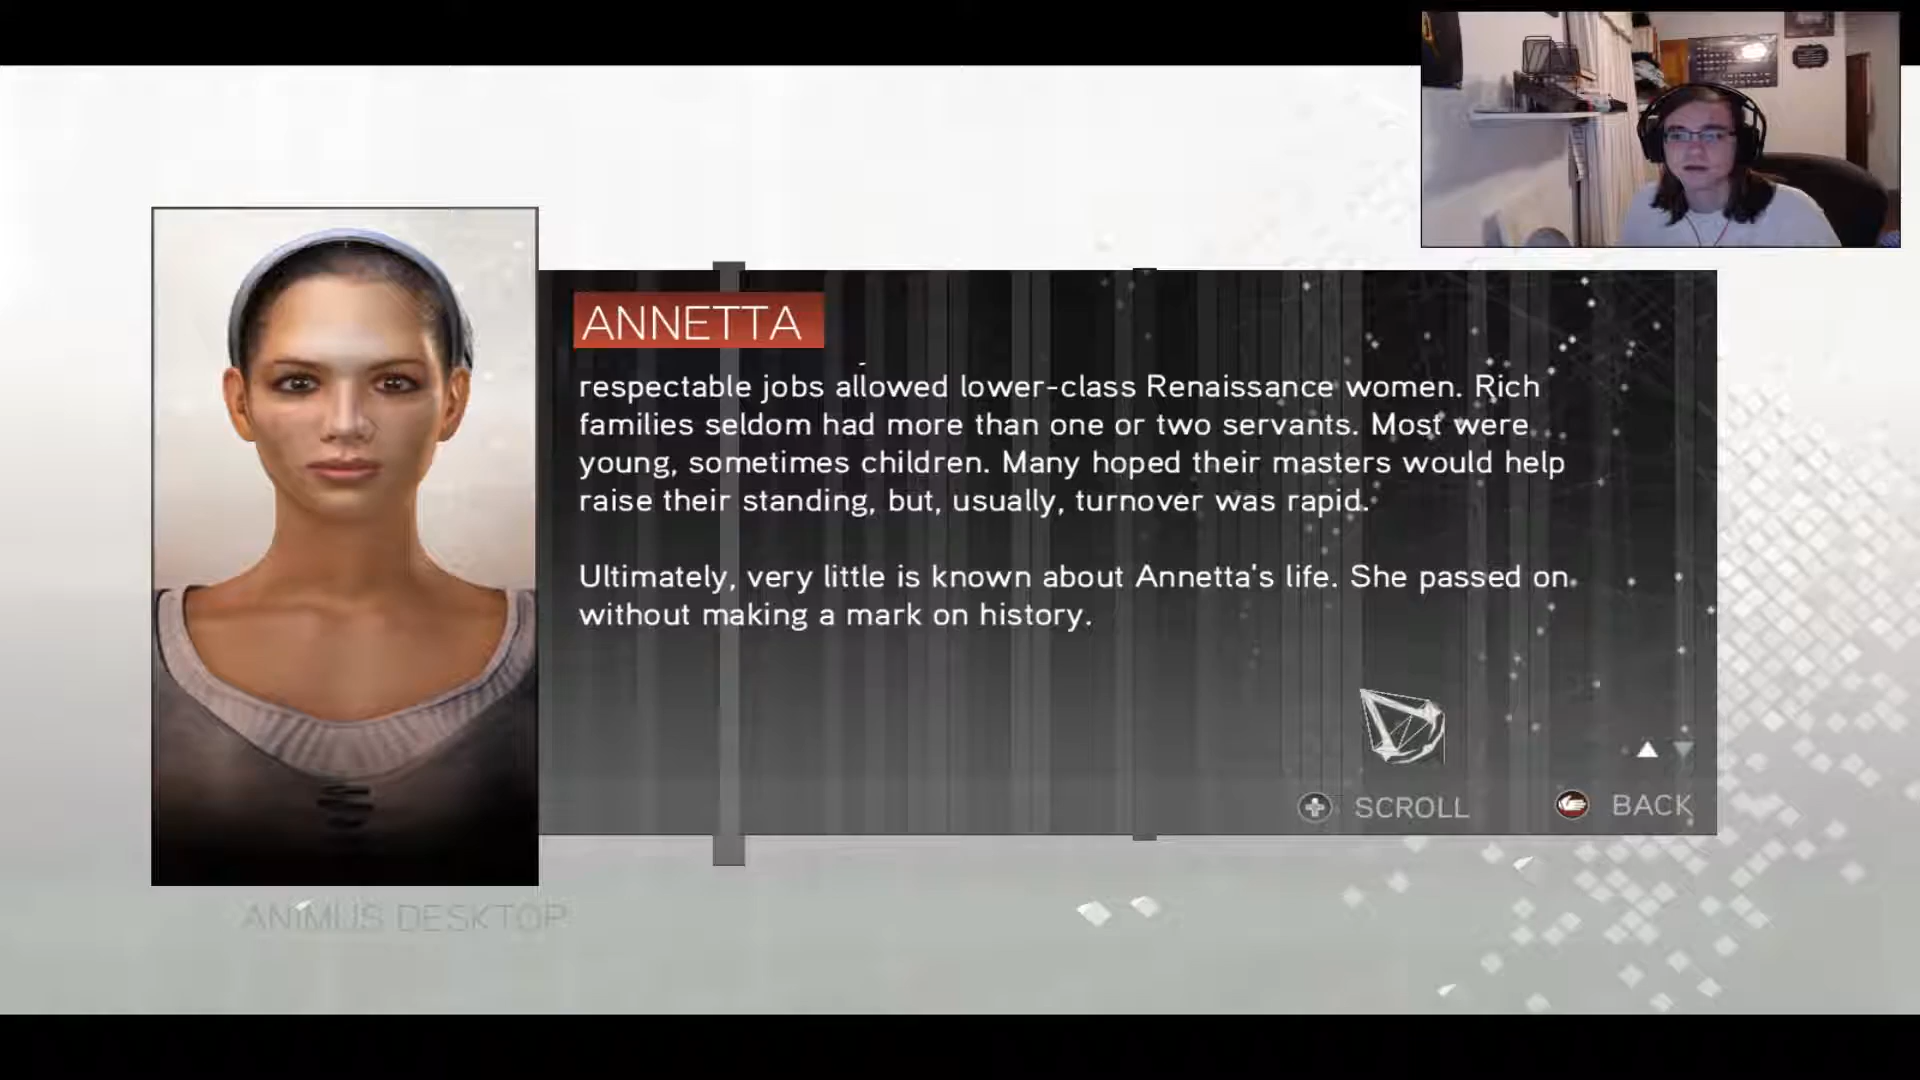 ANNETTA
respectable jobs allowed lower-class Renaissance women. Rich
families seldom had more than one or two servants. Most were
young, sometimes children. Many hoped their masters would help
raise their standing, but, usually, turnover was rapid.
Ultimately, very little is known about Annetta's life. She passed on
without making a mark on history.
SCROLL
BACK
ANIMUS DESKTOP